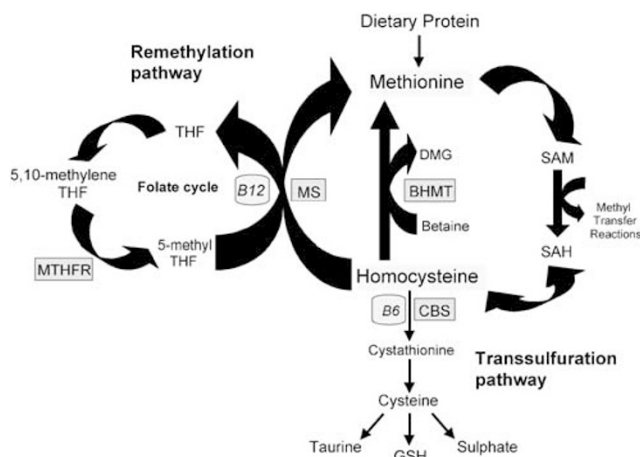 Dietary Protein
Remethylation
pathway
Methionine
THF
5,10-methylene
THF
Folate cycle
B12
MS
DMG
BHMT
Betaine
SAM
Methyl
Transfer
Reactions
5-methyl
THF
MTHFR
SAH
Homocysteine
B6
CBS
Cystathionine
Transsulfuration
pathway
Cysteine
Taurine
GSH
Sulphate